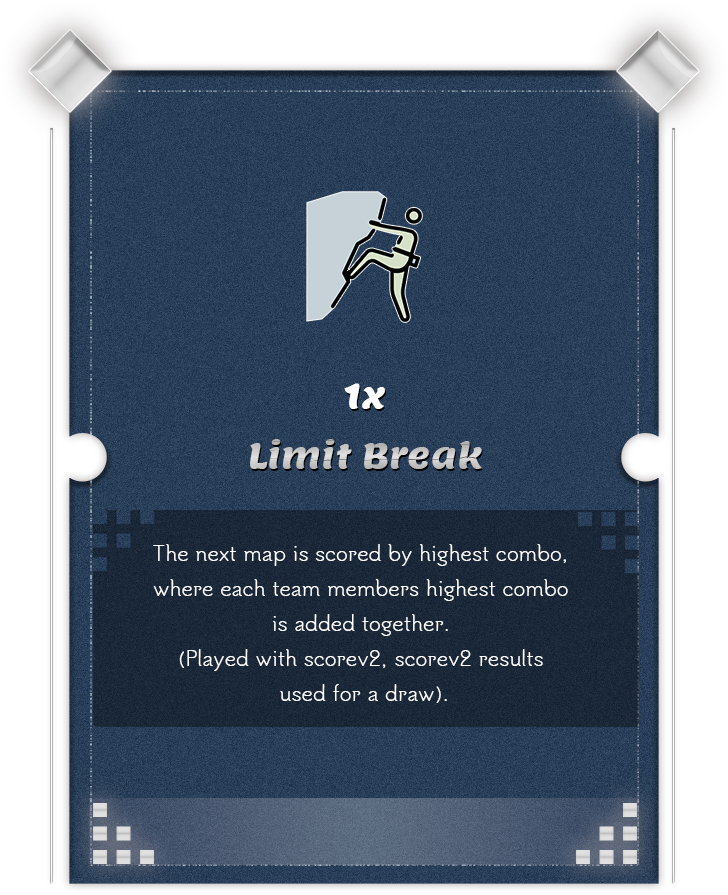 1x
Limit Break
The next map is scored by highest combo,
where each team members highest combo
is added together.
(Played with scorev2, scorev2 results
used for a draw).